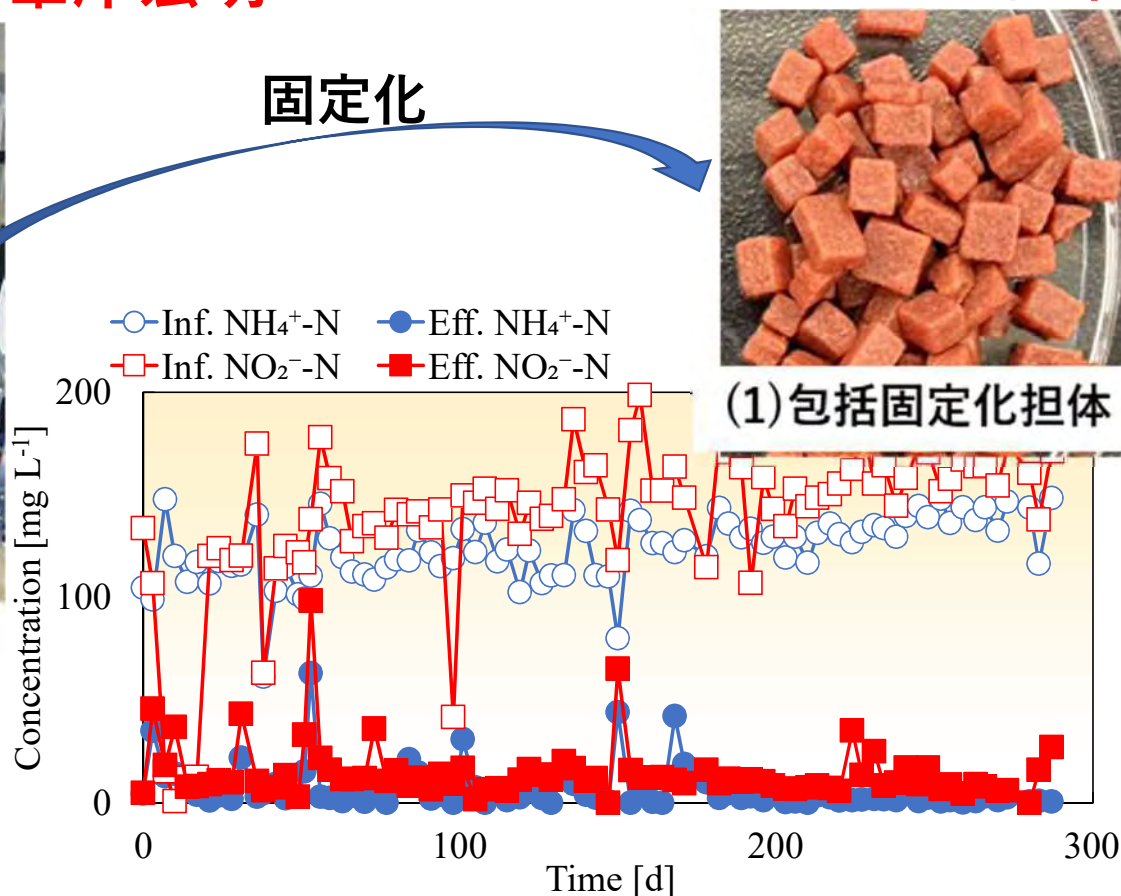 固定化
Inf. NH₄⁺-N
Eff. NH₄⁺-N
Inf. NO₂⁻-N
Eff. NO₂⁻-N
(1)包括固定化担体
200
100
0
Concentration [mg L⁻¹]
0
100
200
300
Time [d]